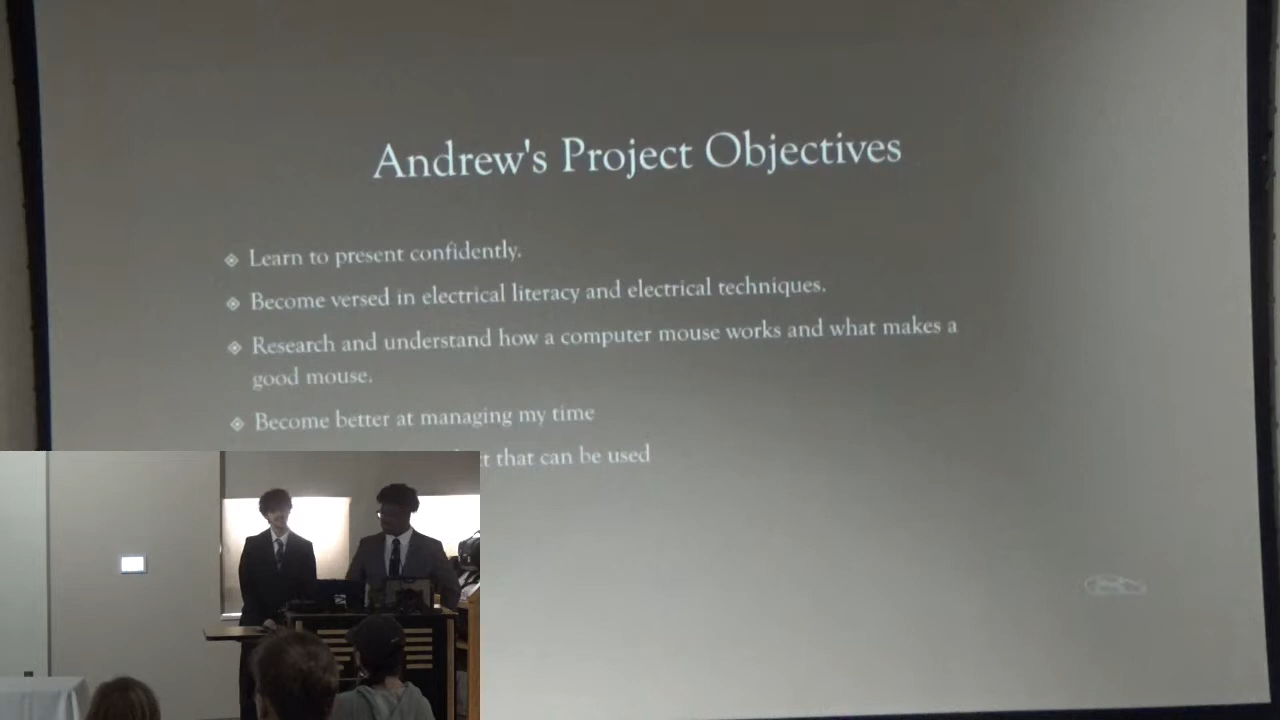 Andrew's Project Objectives
Learn to present confidently.
Become versed in electrical literacy and electrical techniques.
Research and understand how a computer mouse works and what makes a
good mouse.
Become better at managing my time
that can be used